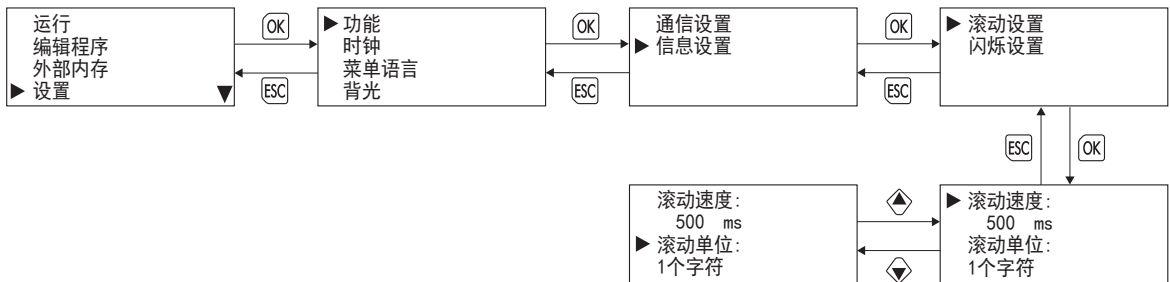 运行
编辑程序
外部内存
▶ 设置 ▼
OK
ESC
▶ 功能
时钟
菜单语言
背光
OK
ESC
通信设置
▶ 信息设置
OK
ESC
▶ 滚动设置
闪烁设置
ESC
OK
滚动速度:
500 ms
▶ 滚动单位:
1个字符
▶ 滚动速度:
500 ms
滚动单位:
1个字符